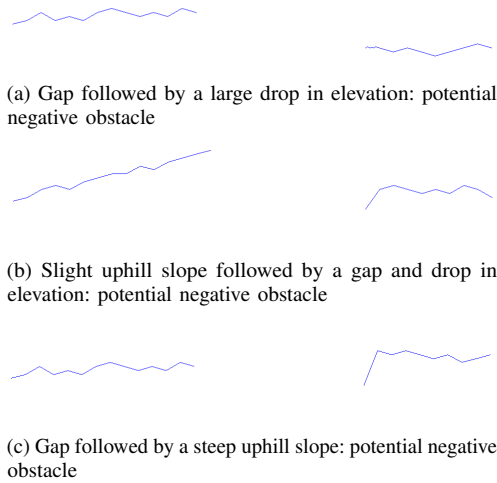 (a) Gap followed by a large drop in elevation: potential
negative obstacle
(b) Slight uphill slope followed by a gap and drop in
elevation: potential negative obstacle
(c) Gap followed by a steep uphill slope: potential negative
obstacle